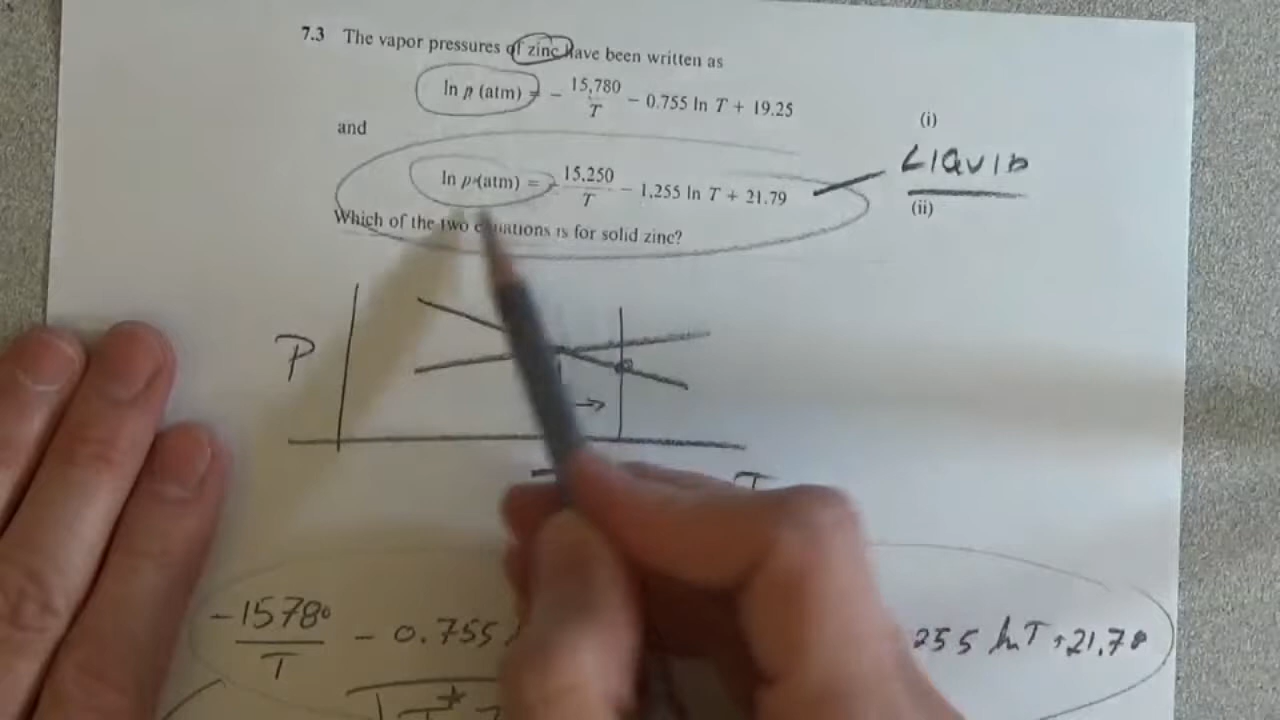 7.3 The vapor pressures of zinc have been written as
ln p (atm) = - 15,780/T - 0.755 ln T + 19.25
(i)
and
LIQUID
ln p (atm) = - 15,250/T - 1,255 ln T + 21.79
(ii)
Which of the two equations is for solid zinc?
P
T
-15780/T - 0.755
255 ln T + 21.78